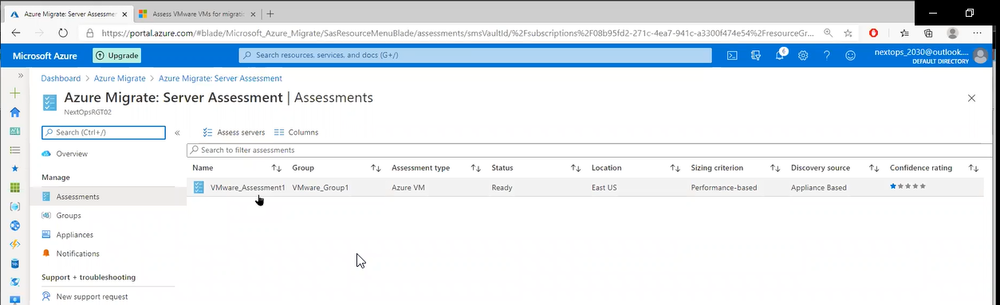 Azure Migrate: Server Assessmen
Assess VMware VMs for migrati
https://portal.azure.com/#blade/Microsoft_Azure_Migrate/SasResourceMenuBlade/assessments/smsVaultId/%2Fsubscriptions%2F08b95fd2-271c-4ea7-941c-a3300f474e54%2FresourceGr...
Microsoft Azure
Upgrade
Search resources, services, and docs (G+/)
6
nextops_2030@outlook....
DEFAULT DIRECTORY
Dashboard > Azure Migrate > Azure Migrate: Server Assessment
Azure Migrate: Server Assessment | Assessments
NextOpsRGT02
Search (Ctrl+/)
Assess servers
Columns
Overview
Search to filter assessments
Manage
Name Group Assessment type Status Location Sizing criterion Discovery source Confidence rating
VMware_Assessment1 VMware_Group1 Azure VM Ready East US Performance-based Appliance Based
Assessments
Groups
Appliances
Notifications
Support + troubleshooting
New support request